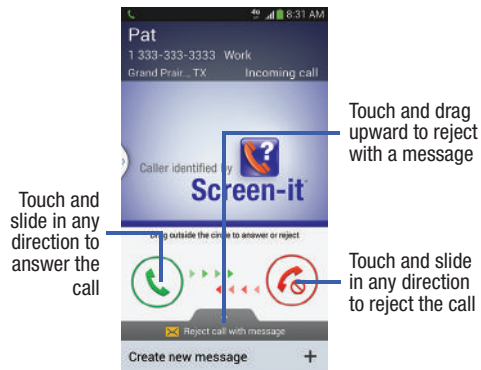 4G 8:31 AM
Pat
1 333-333-3333 Work
Grand Prair.., TX Incoming call
Caller identified by
Screen-it
Drag outside the circle to answer or reject
Reject call with message
Create new message +
Touch and
slide in any
direction to
answer the
call
Touch and drag
upward to reject
with a message
Touch and slide
in any direction
to reject the call